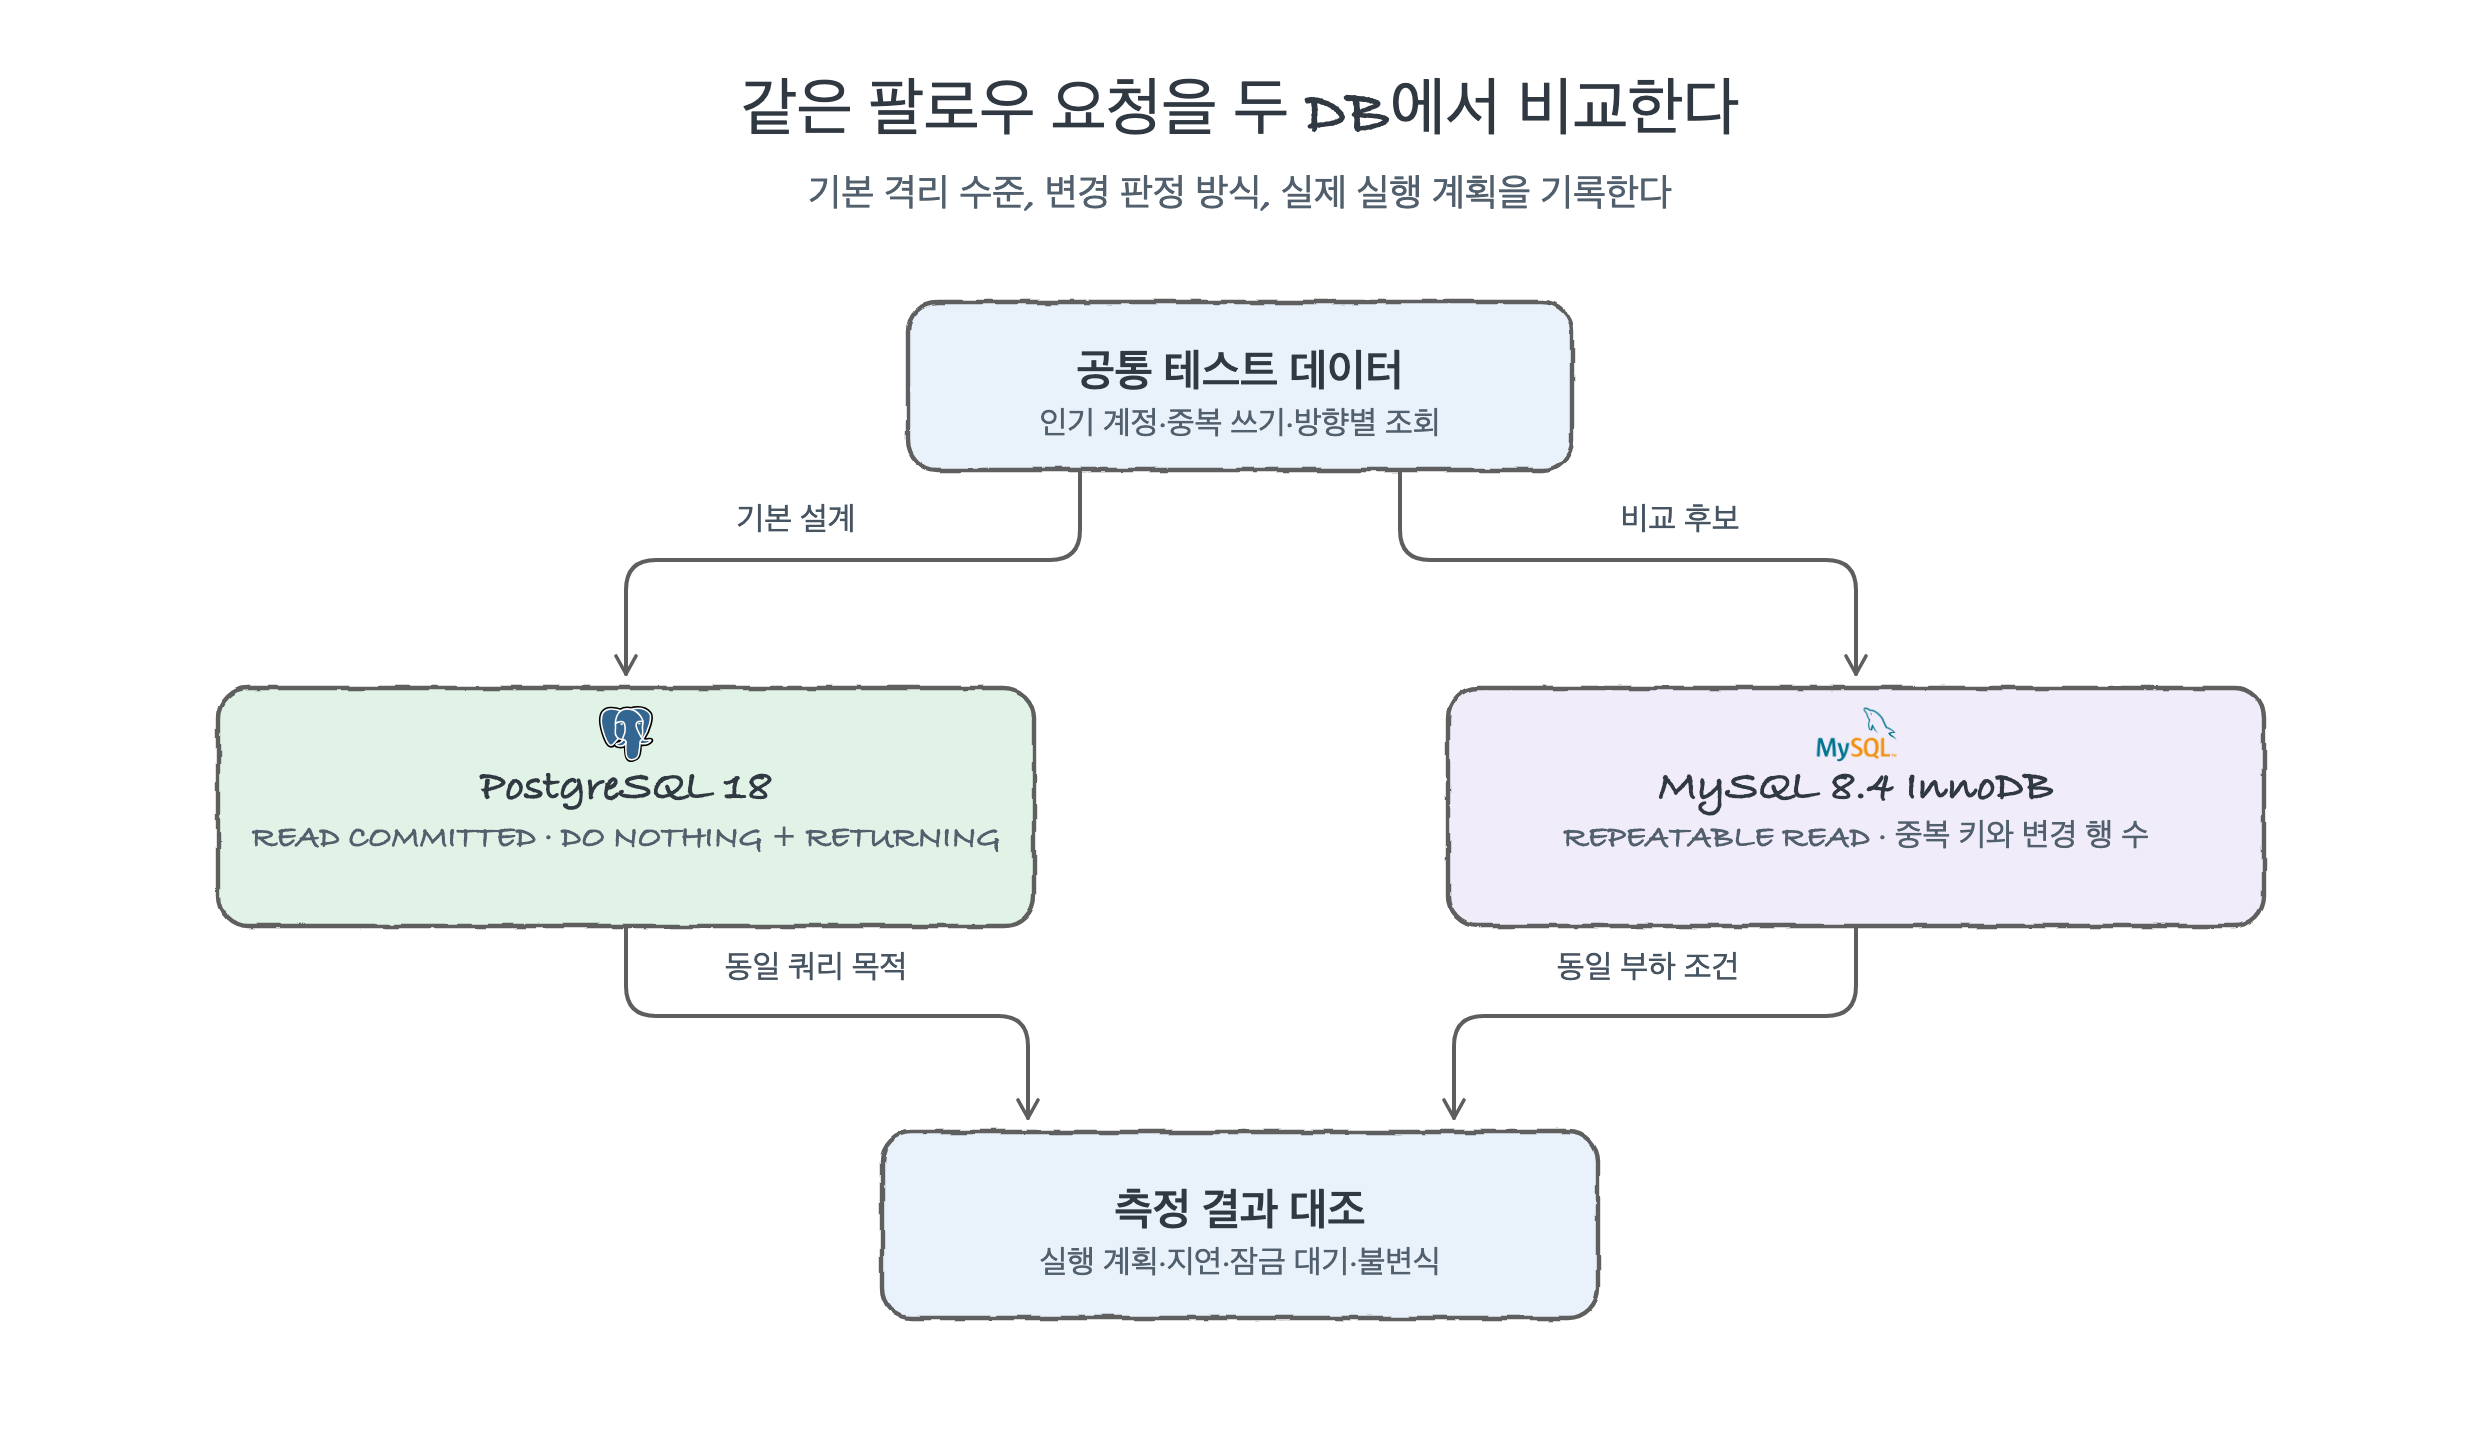 같은 팔로우 요청을 두 DB에서 비교한다
기본 격리 수준, 변경 판정 방식, 실제 실행 계획을 기록한다
공통 테스트 데이터
인기 계정·중복 쓰기·방향별 조회
기본 설계
비교 후보
PostgreSQL 18
READ COMMITTED · DO NOTHING + RETURNING
MySQL™
MySQL 8.4 InnoDB
REPEATABLE READ · 중복 키와 변경 행 수
동일 쿼리 목적
동일 부하 조건
측정 결과 대조
실행 계획·지연·잠금 대기·불변식